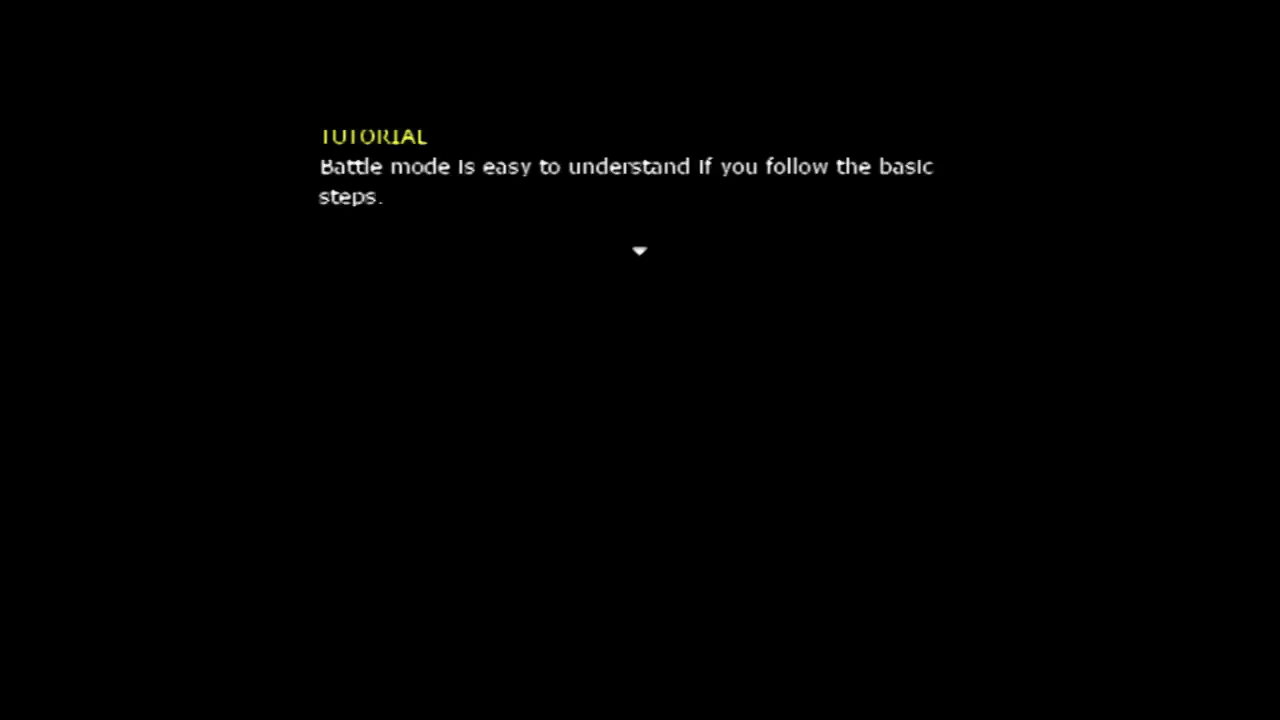 TUTORIAL
Battle mode is easy to understand if you follow the basic
steps.